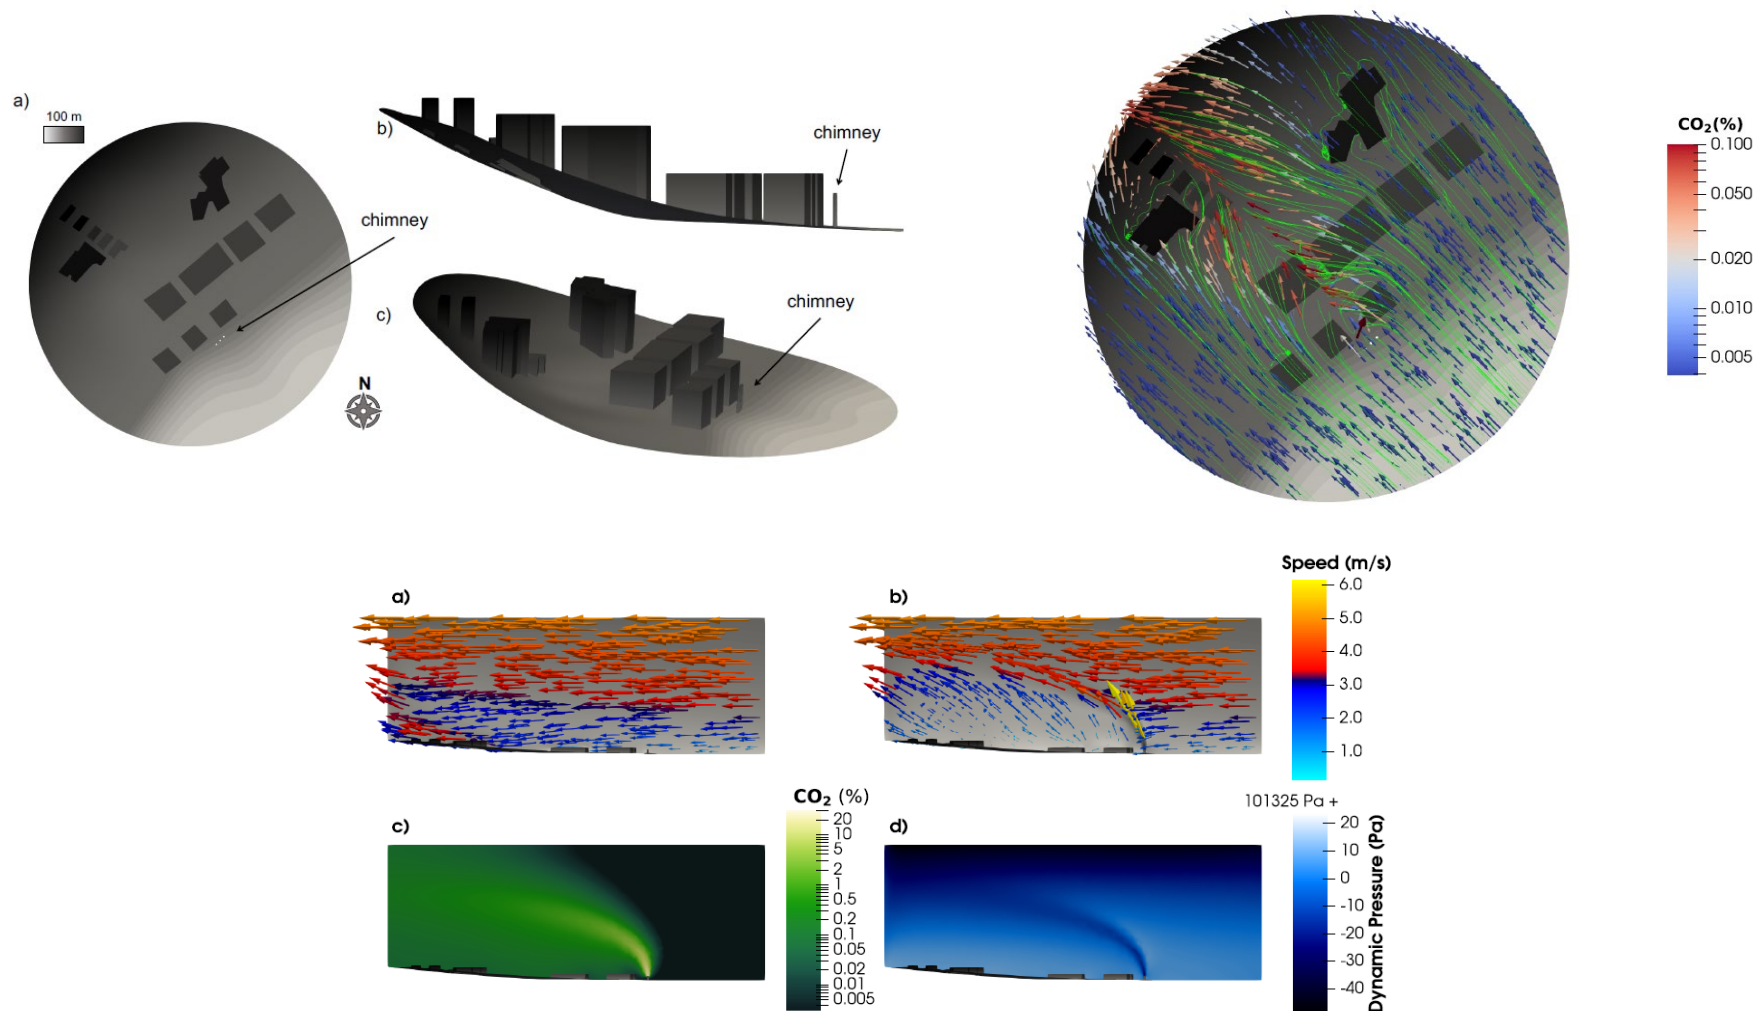 a)
100 m
chimney
N
b)
chimney
c)
chimney
CO₂(%)
0.100
0.050
0.020
0.010
0.005
a)
b)
Speed (m/s)
6.0
5.0
4.0
3.0
2.0
1.0
c)
CO₂ (%)
20
10
5
2
1
0.5
0.2
0.1
0.05
0.02
0.01
0.005
d)
101325 Pa +
20
10
0
-10
-20
-30
-40
Dynamic Pressure (Pa)